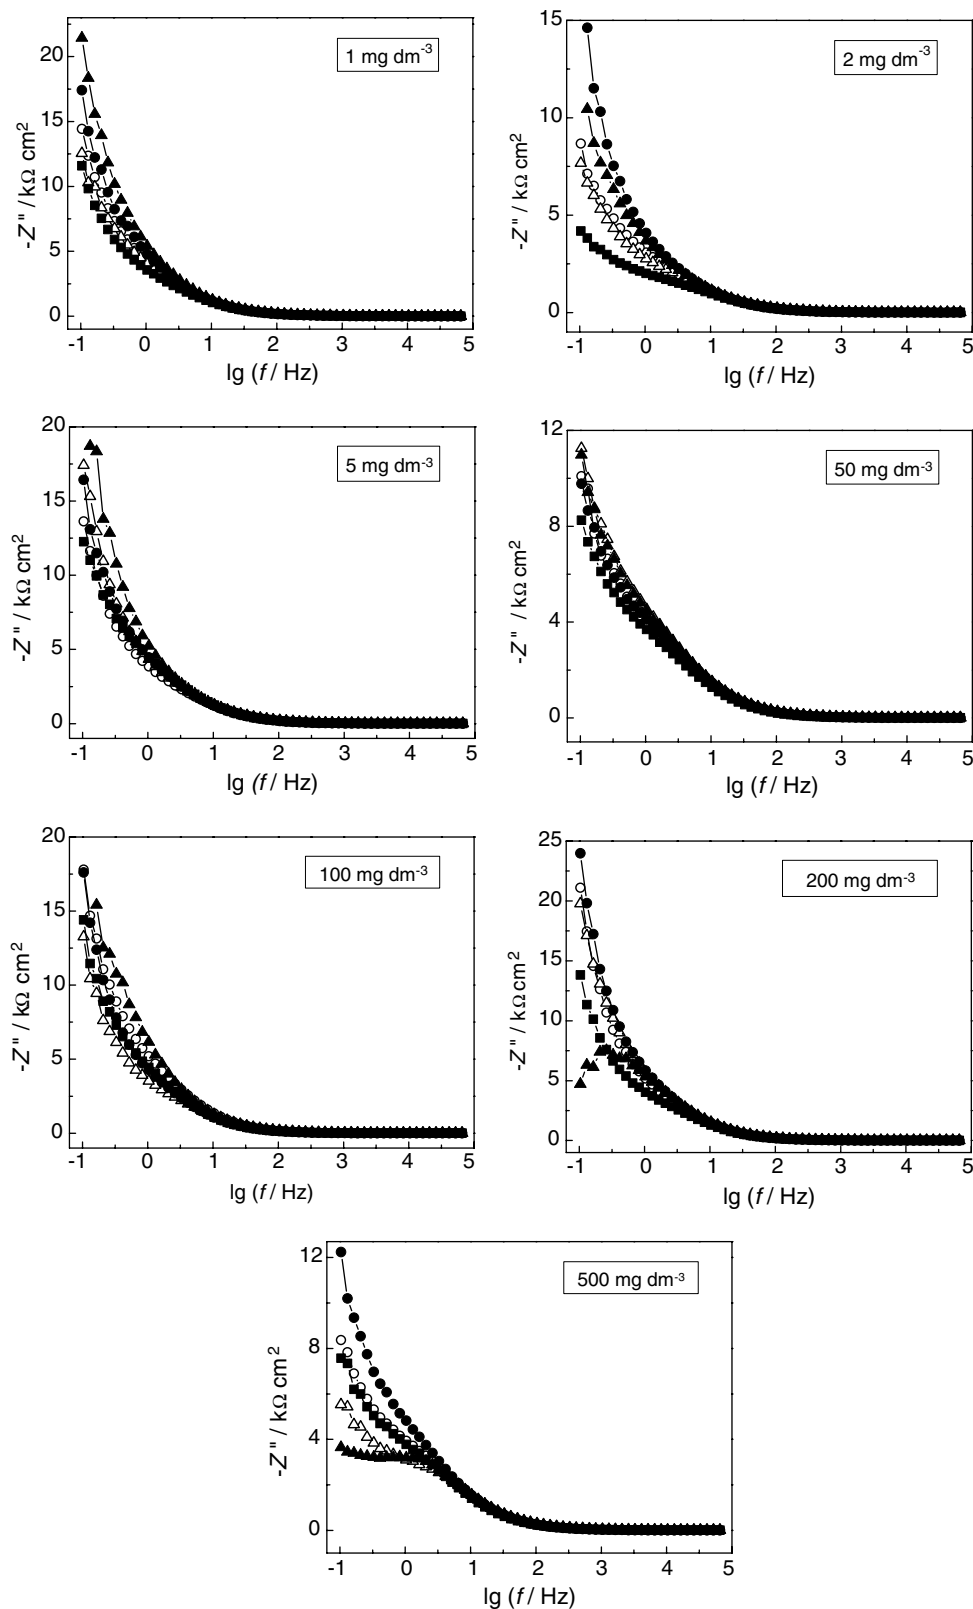 1 mg dm-3
-Z" / kΩ cm2
20
15
10
5
0
-1 0 1 2 3 4 5
lg (f / Hz)
2 mg dm-3
-Z" / kΩ cm2
15
10
5
0
-1 0 1 2 3 4 5
lg (f / Hz)
5 mg dm-3
-Z" / kΩ cm2
20
15
10
5
0
-1 0 1 2 3 4 5
lg (f / Hz)
50 mg dm-3
-Z" / kΩ cm2
12
8
4
0
-1 0 1 2 3 4 5
lg (f / Hz)
100 mg dm-3
-Z" / kΩ cm2
20
15
10
5
0
-1 0 1 2 3 4 5
lg (f / Hz)
200 mg dm-3
-Z" / kΩ cm2
25
20
15
10
5
0
-1 0 1 2 3 4 5
lg (f / Hz)
500 mg dm-3
-Z" / kΩ cm2
12
8
4
0
-1 0 1 2 3 4 5
lg (f / Hz)